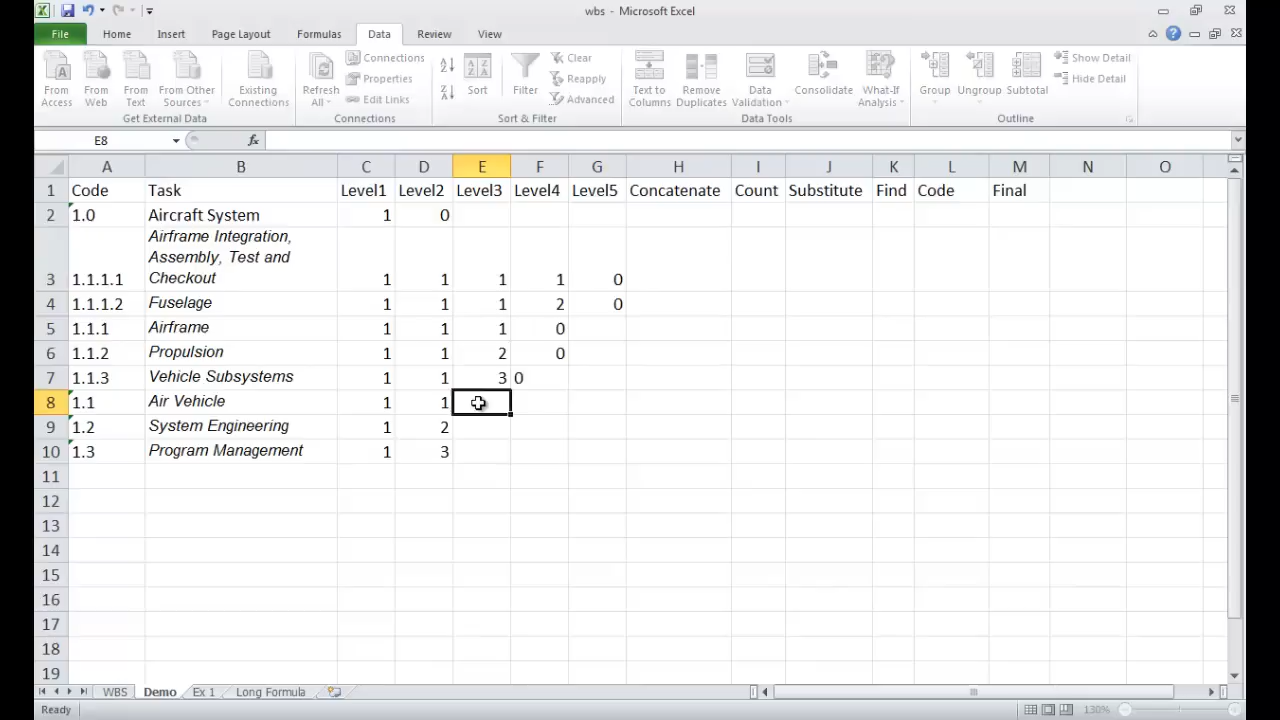 wbs - Microsoft Excel
File Home Insert Page Layout Formulas Data Review View
From Access
From Web
From Text
From Other Sources
Existing Connections
Get External Data
Refresh All
Connections
Properties
Edit Links
Connections
Sort
Filter
Clear
Reapply
Advanced
Sort & Filter
Text to Columns
Remove Duplicates
Data Validation
Consolidate
What-If Analysis
Data Tools
Group
Ungroup
Subtotal
Show Detail
Hide Detail
Outline
E8 fx
A B C D E F G H I J K L M N O
1 Code Task Level1 Level2 Level3 Level4 Level5 Concatenate Count Substitute Find Code Final
2 1.0 Aircraft System 1 0
Airframe Integration,
Assembly, Test and
3 1.1.1.1 Checkout 1 1 1 1 0
4 1.1.1.2 Fuselage 1 1 1 2 0
5 1.1.1 Airframe 1 1 1 0
6 1.1.2 Propulsion 1 1 2 0
7 1.1.3 Vehicle Subsystems 1 1 3 0
8 1.1 Air Vehicle 1 1
9 1.2 System Engineering 1 2
10 1.3 Program Management 1 3
11
12
13
14
15
16
17
18
19
WBS Demo Ex 1 Long Formula
Ready 130%